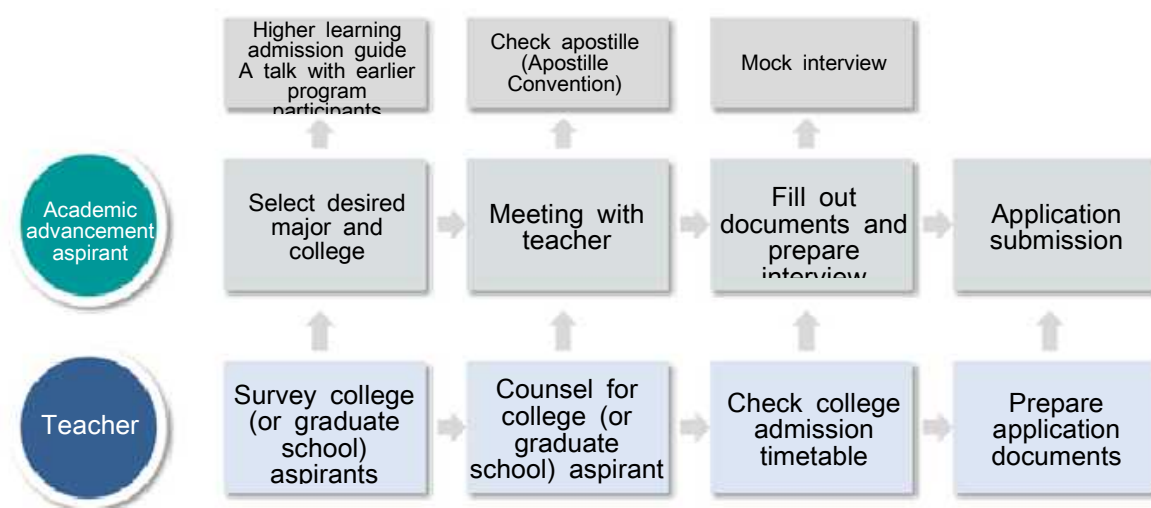 Higher learning
admission guide
A talk with earlier
program
participants
Check apostille
(Apostille
Convention)
Mock interview
Academic
advancement
aspirant
Select desired
major and
college
Meeting with
teacher
Fill out
documents and
prepare
interview
Application
submission
Teacher
Survey college
(or graduate
school)
aspirants
Counsel for
college (or
graduate
school) aspirant
Check college
admission
timetable
Prepare
application
documents